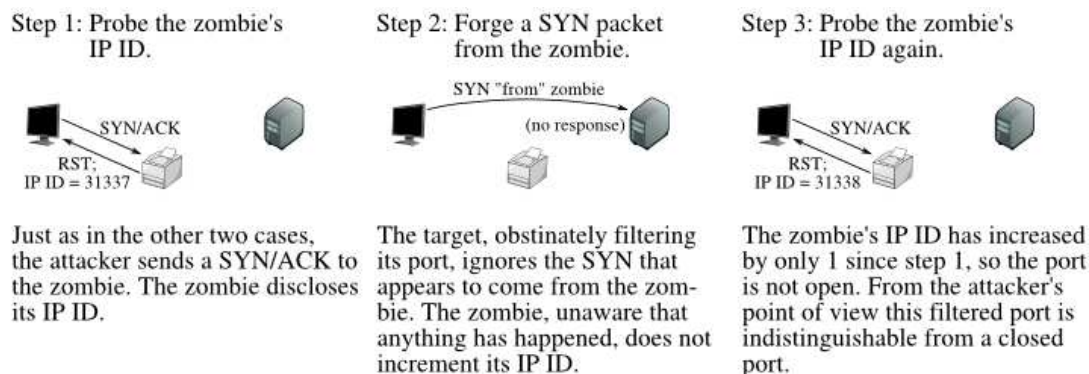 Step 1: Probe the zombie's
IP ID.
SYN/ACK
RST;
IP ID = 31337
Just as in the other two cases,
the attacker sends a SYN/ACK to
the zombie. The zombie discloses
its IP ID.
Step 2: Forge a SYN packet
from the zombie.
SYN "from" zombie
(no response)
The target, obstinately filtering
its port, ignores the SYN that
appears to come from the zom-
bie. The zombie, unaware that
anything has happened, does not
increment its IP ID.
Step 3: Probe the zombie's
IP ID again.
SYN/ACK
RST;
IP ID = 31338
The zombie's IP ID has increased
by only 1 since step 1, so the port
is not open. From the attacker's
point of view this filtered port is
indistinguishable from a closed
port.